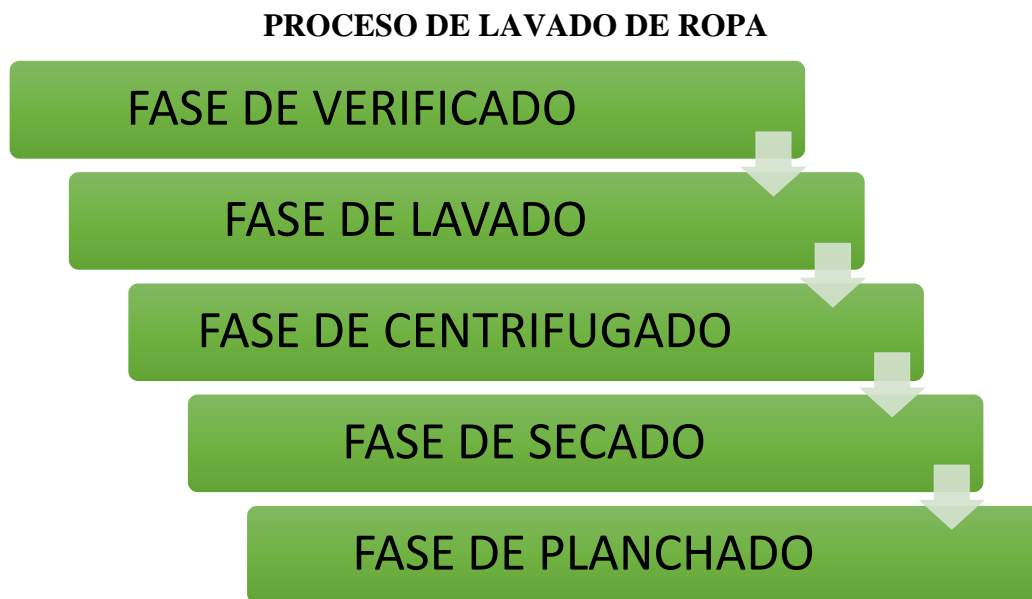 PROCESO DE LAVADO DE ROPA
FASE DE VERIFICADO
FASE DE LAVADO
FASE DE CENTRIFUGADO
FASE DE SECADO
FASE DE PLANCHADO